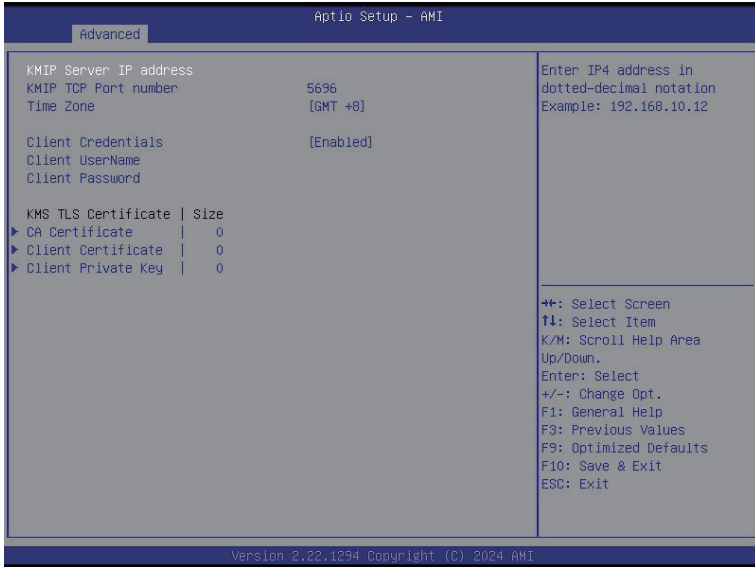 Aptio Setup - AMI
Advanced
KMIP Server IP address
KMIP TCP Port number 5696
Time Zone [GMT +8]
Client Credentials [Enabled]
Client UserName
Client Password
KMS TLS Certificate | Size
CA Certificate | 0
Client Certificate | 0
Client Private Key | 0
Enter IP4 address in
dotted-decimal notation
Example: 192.168.10.12
→←: Select Screen
↑↓: Select Item
K/M: Scroll Help Area
Up/Down.
Enter: Select
+/-: Change Opt.
F1: General Help
F3: Previous Values
F9: Optimized Defaults
F10: Save & Exit
ESC: Exit
Version 2.22.1294 Copyright (C) 2024 AMI